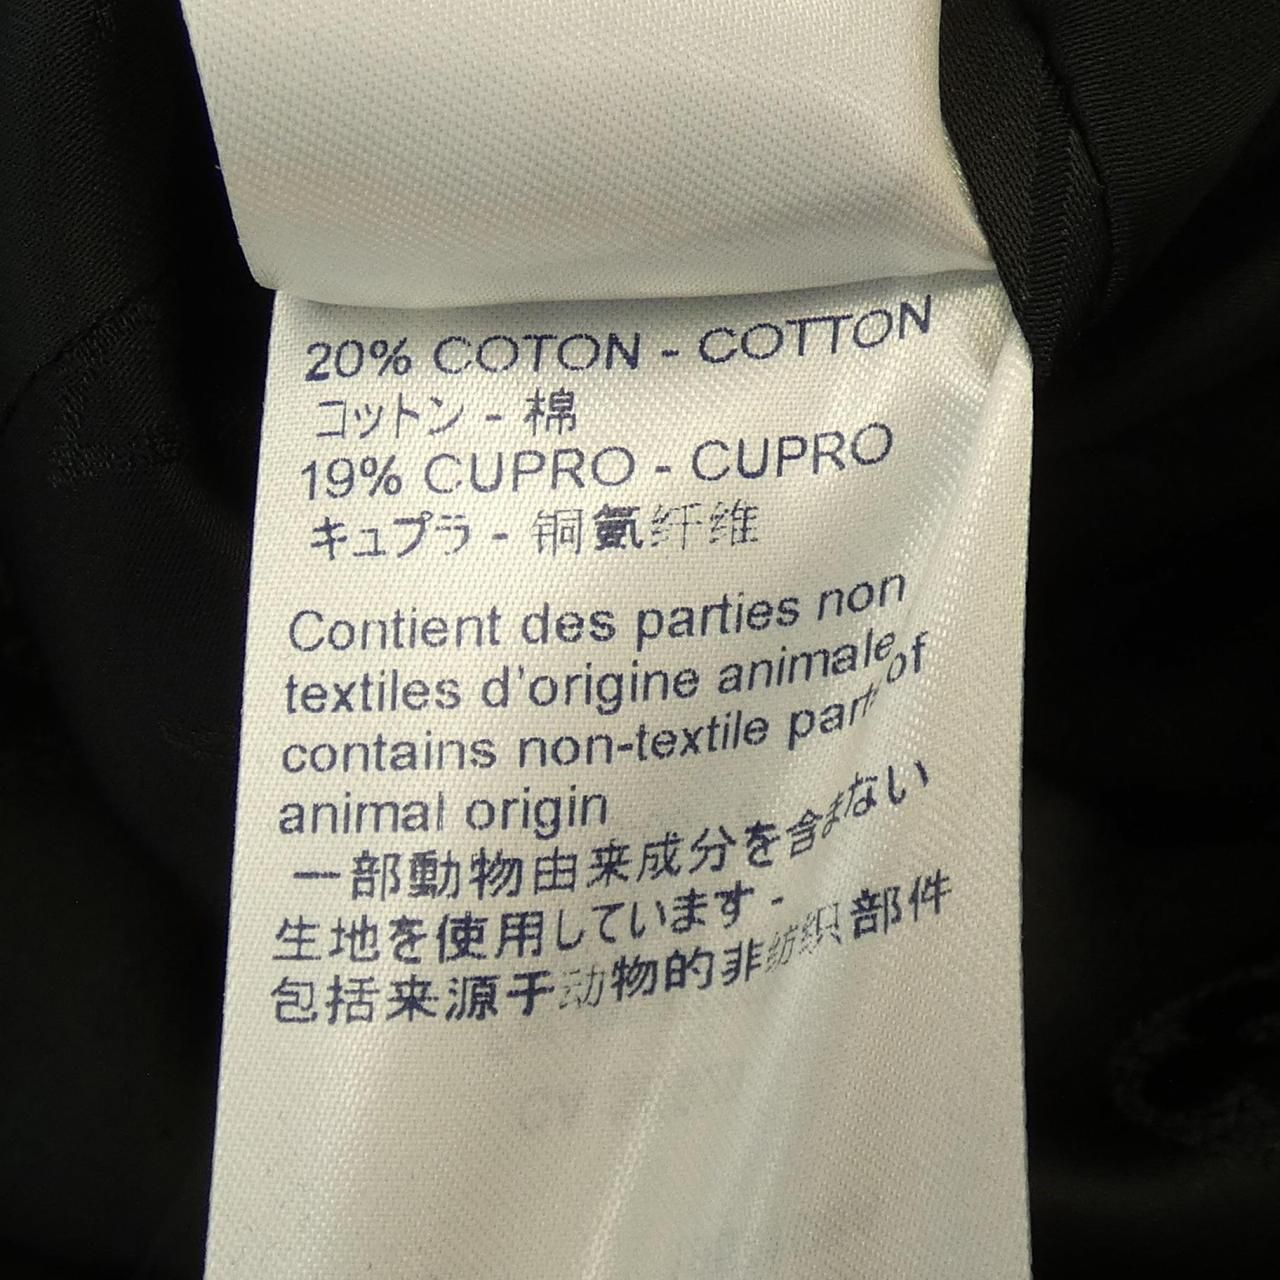 20% COTON - COTTON
コットン - 棉
19% CUPRO - CUPRO
キュプラ - 铜氨纤维
Contient des parties non
textiles d'origine animale
contains non-textile part of
animal origin
一部動物由来成分を含まない
生地を使用しています -
包括来源于动物的非纺织部件